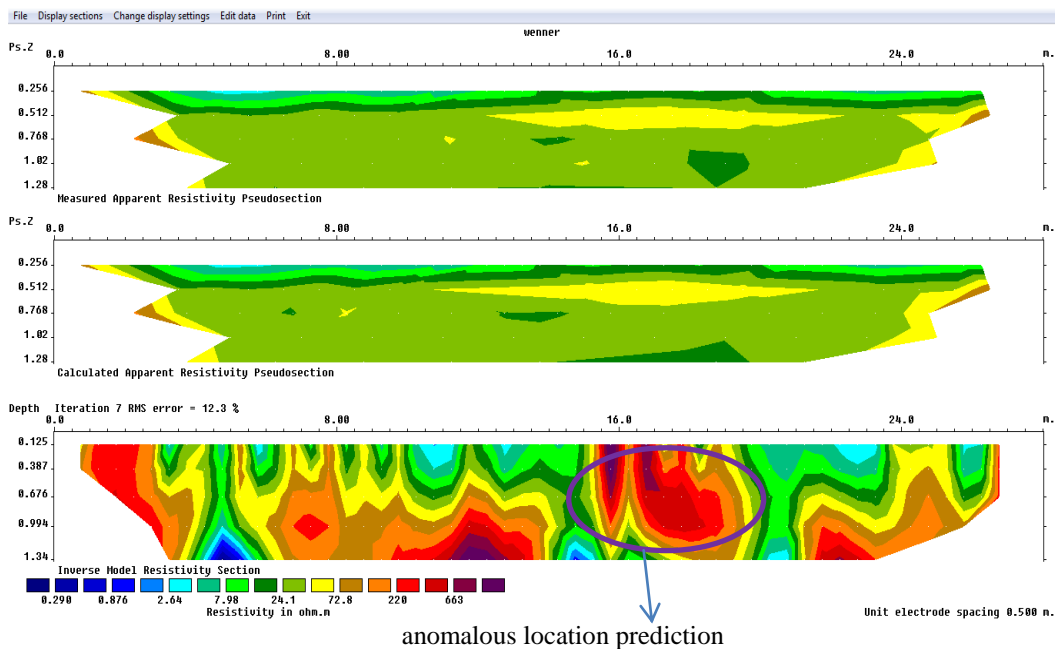 File Display sections Change display settings Edit data Print Exit
wenner
Ps.Z 0.0 8.00 16.0 24.0 m.
0.256
0.512
0.768
1.02
1.28
Measured Apparent Resistivity Pseudosection
Ps.Z 0.0 8.00 16.0 24.0 m.
0.256
0.512
0.768
1.02
1.28
Calculated Apparent Resistivity Pseudosection
Depth Iteration 7 RMS error = 12.3 %
0.0 8.00 16.0 24.0 m.
0.125
0.387
0.676
0.994
1.34
Inverse Model Resistivity Section
0.290 0.876 2.64 7.98 24.1 72.8 220 663
Resistivity in ohm.m Unit electrode spacing 0.500 m.
anomalous location prediction